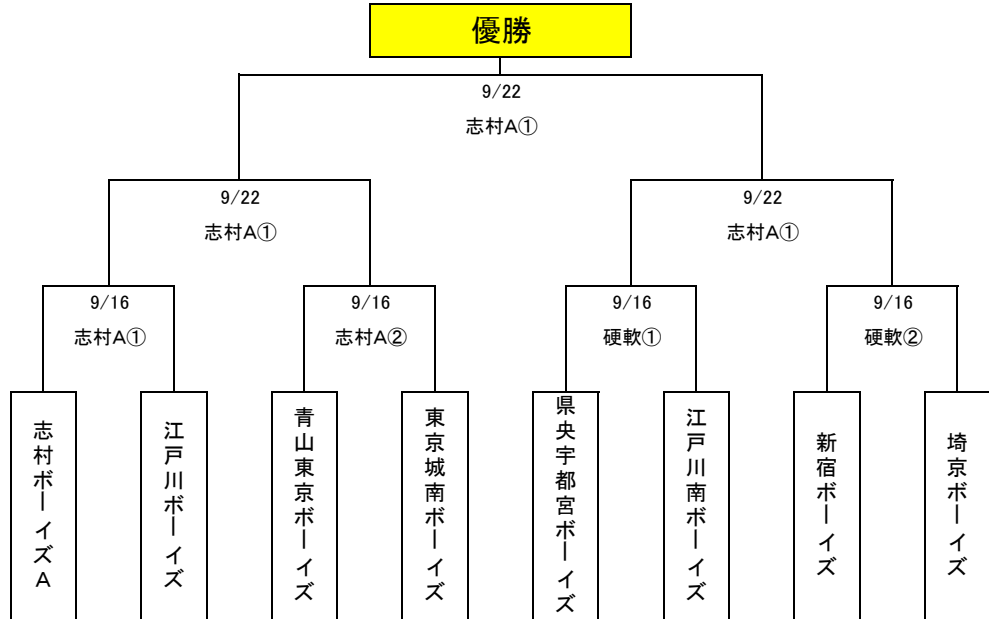 優勝
9/22
志村A①
9/22
志村A①
9/22
志村A①
9/16
志村A①
9/16
志村A②
9/16
硬軟①
9/16
硬軟②
志村ボーイズA
江戸川ボーイズ
青山東京ボーイズ
東京城南ボーイズ
県央宇都宮ボーイズ
江戸川南ボーイズ
新宿ボーイズ
埼京ボーイズ